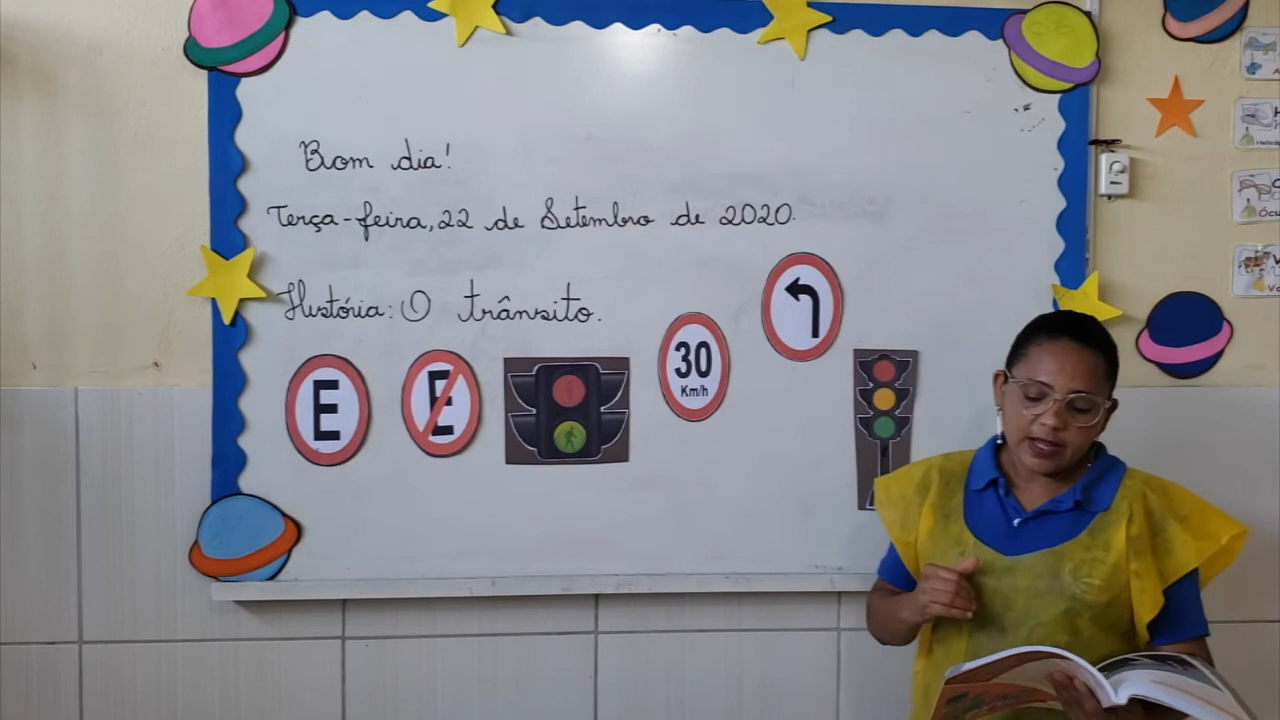 Bom dia!
Terça-feira, 22 de Setembro de 2020.
História: O trânsito.
E
E
30
Km/h